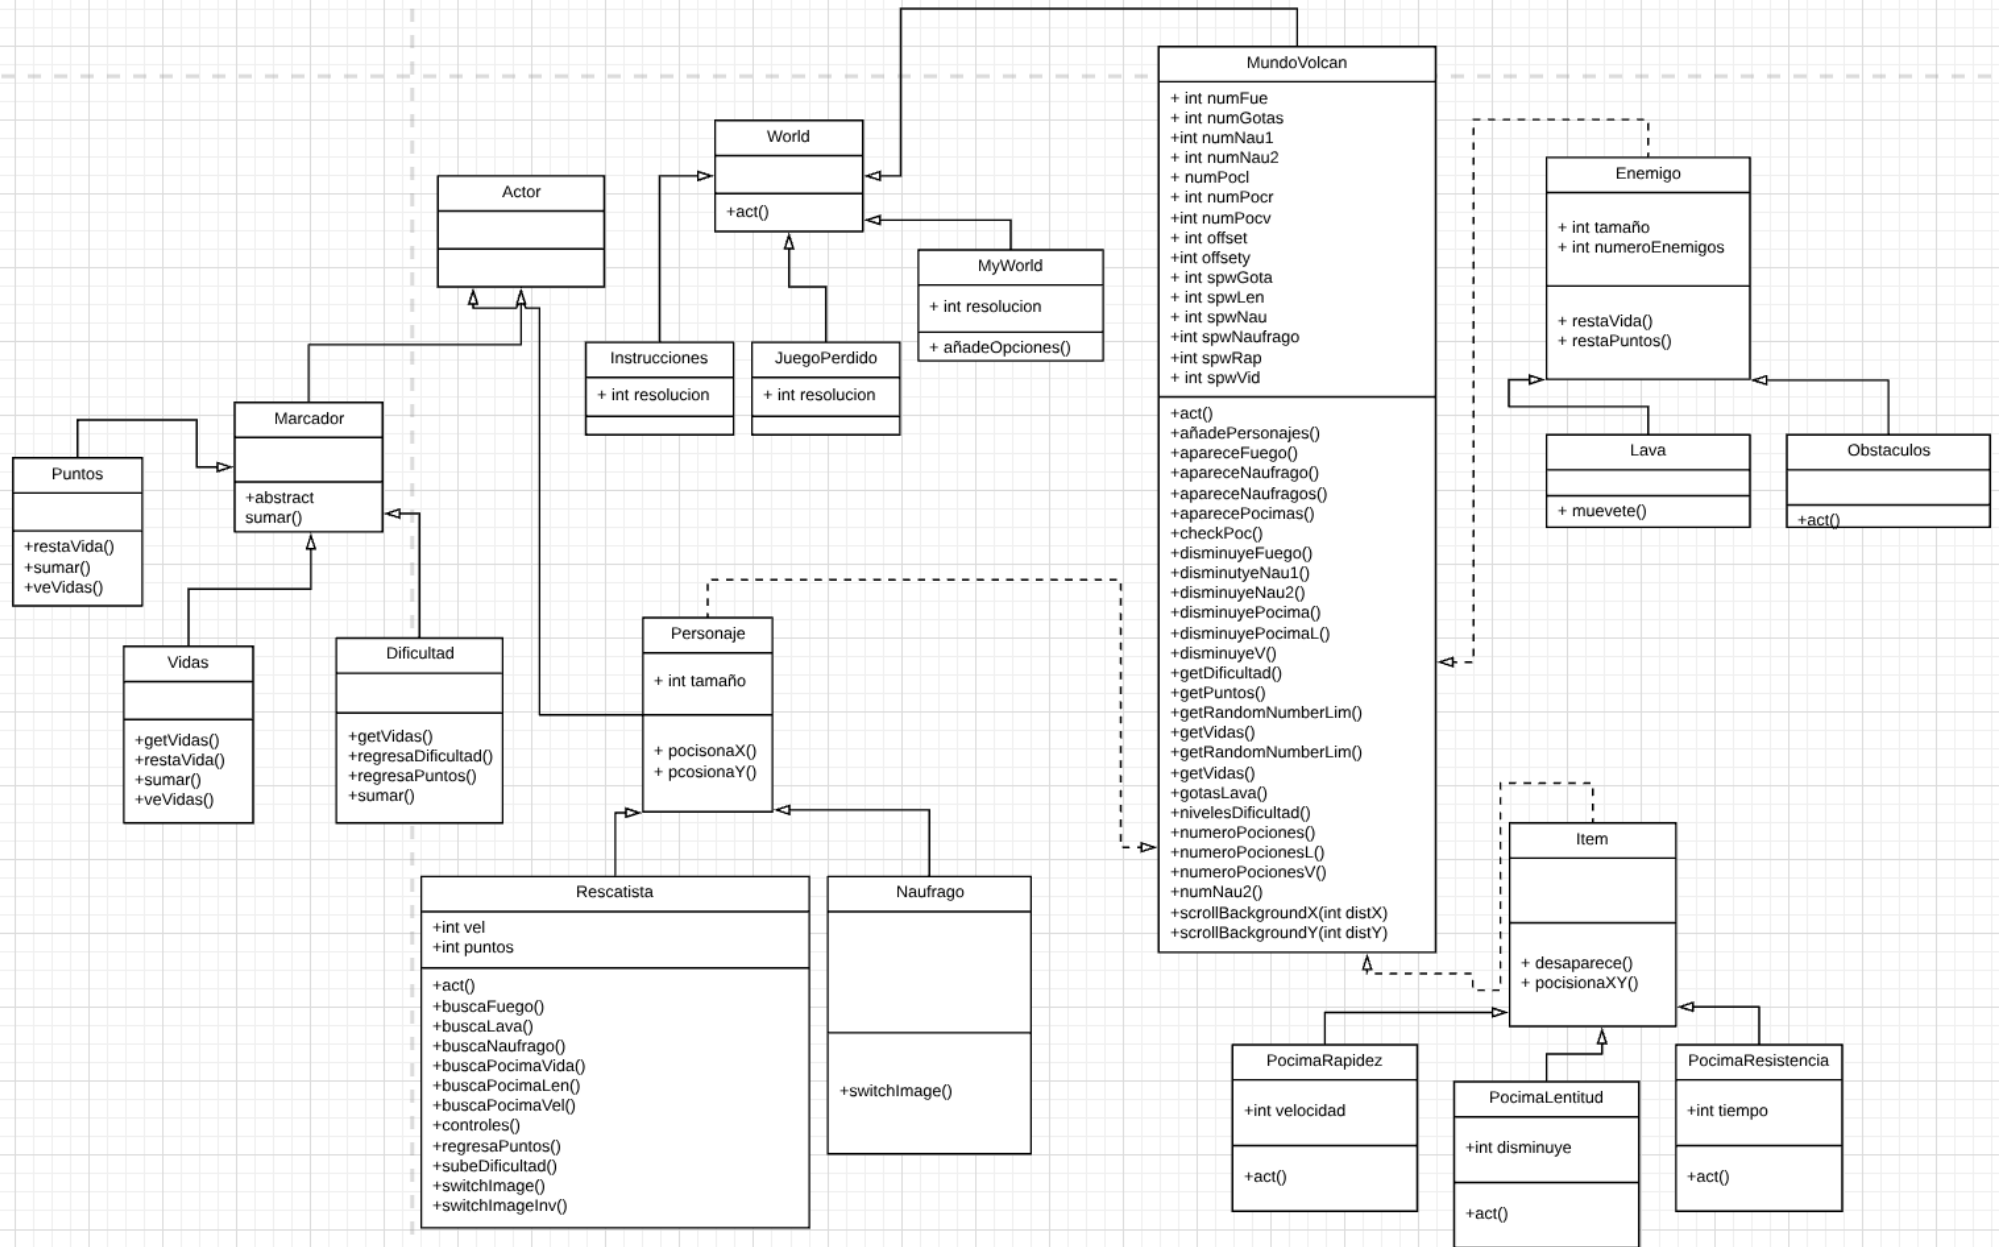 MundoVolcan
+ int numFue
+ int numGotas
+int numNau1
+ int numNau2
+ numPocl
+ int numPocr
+int numPocv
+ int offset
+int offsety
+ int spwGota
+ int spwLen
+ int spwNau
+int spwNaufrago
+int spwRap
+ int spwVid
+act()
+añadePersonajes()
+apareceFuego()
+apareceNaufrago()
+apareceNaufragos()
+aparecePocimas()
+checkPoc()
+disminuyeFuego()
+disminutyeNau1()
+disminuyeNau2()
+disminuyePocima()
+disminuyePocimaL()
+disminuyeV()
+getDificultad()
+getPuntos()
+getRandomNumberLim()
+getVidas()
+getRandomNumberLim()
+getVidas()
+gotasLava()
+nivelesDificultad()
+numeroPociones()
+numeroPocionesL()
+numeroPocionesV()
+numNau2()
+scrollBackgroundX(int distX)
+scrollBackgroundY(int distY)
World
+act()
Actor
MyWorld
+ int resolucion
+ añadeOpciones()
Instrucciones
+ int resolucion
JuegoPerdido
+ int resolucion
Enemigo
+ int tamaño
+ int numeroEnemigos
+ restaVida()
+ restaPuntos()
Lava
+ muevete()
Obstaculos
+act()
Marcador
+abstract
sumar()
Puntos
+restaVida()
+sumar()
+veVidas()
Vidas
+getVidas()
+restaVida()
+sumar()
+veVidas()
Dificultad
+getVidas()
+regresaDificultad()
+regresaPuntos()
+sumar()
Personaje
+ int tamaño
+ pocisonaX()
+ pcosionaY()
Rescatista
+int vel
+int puntos
+act()
+buscaFuego()
+buscaLava()
+buscaNaufrago()
+buscaPocimaVida()
+buscaPocimaLen()
+buscaPocimaVel()
+controles()
+regresaPuntos()
+subeDificultad()
+switchImage()
+switchImageInv()
Naufrago
+switchImage()
Item
+ desaparece()
+ pocisionaXY()
PocimaRapidez
+int velocidad
+act()
PocimaLentitud
+int disminuye
+act()
PocimaResistencia
+int tiempo
+act()